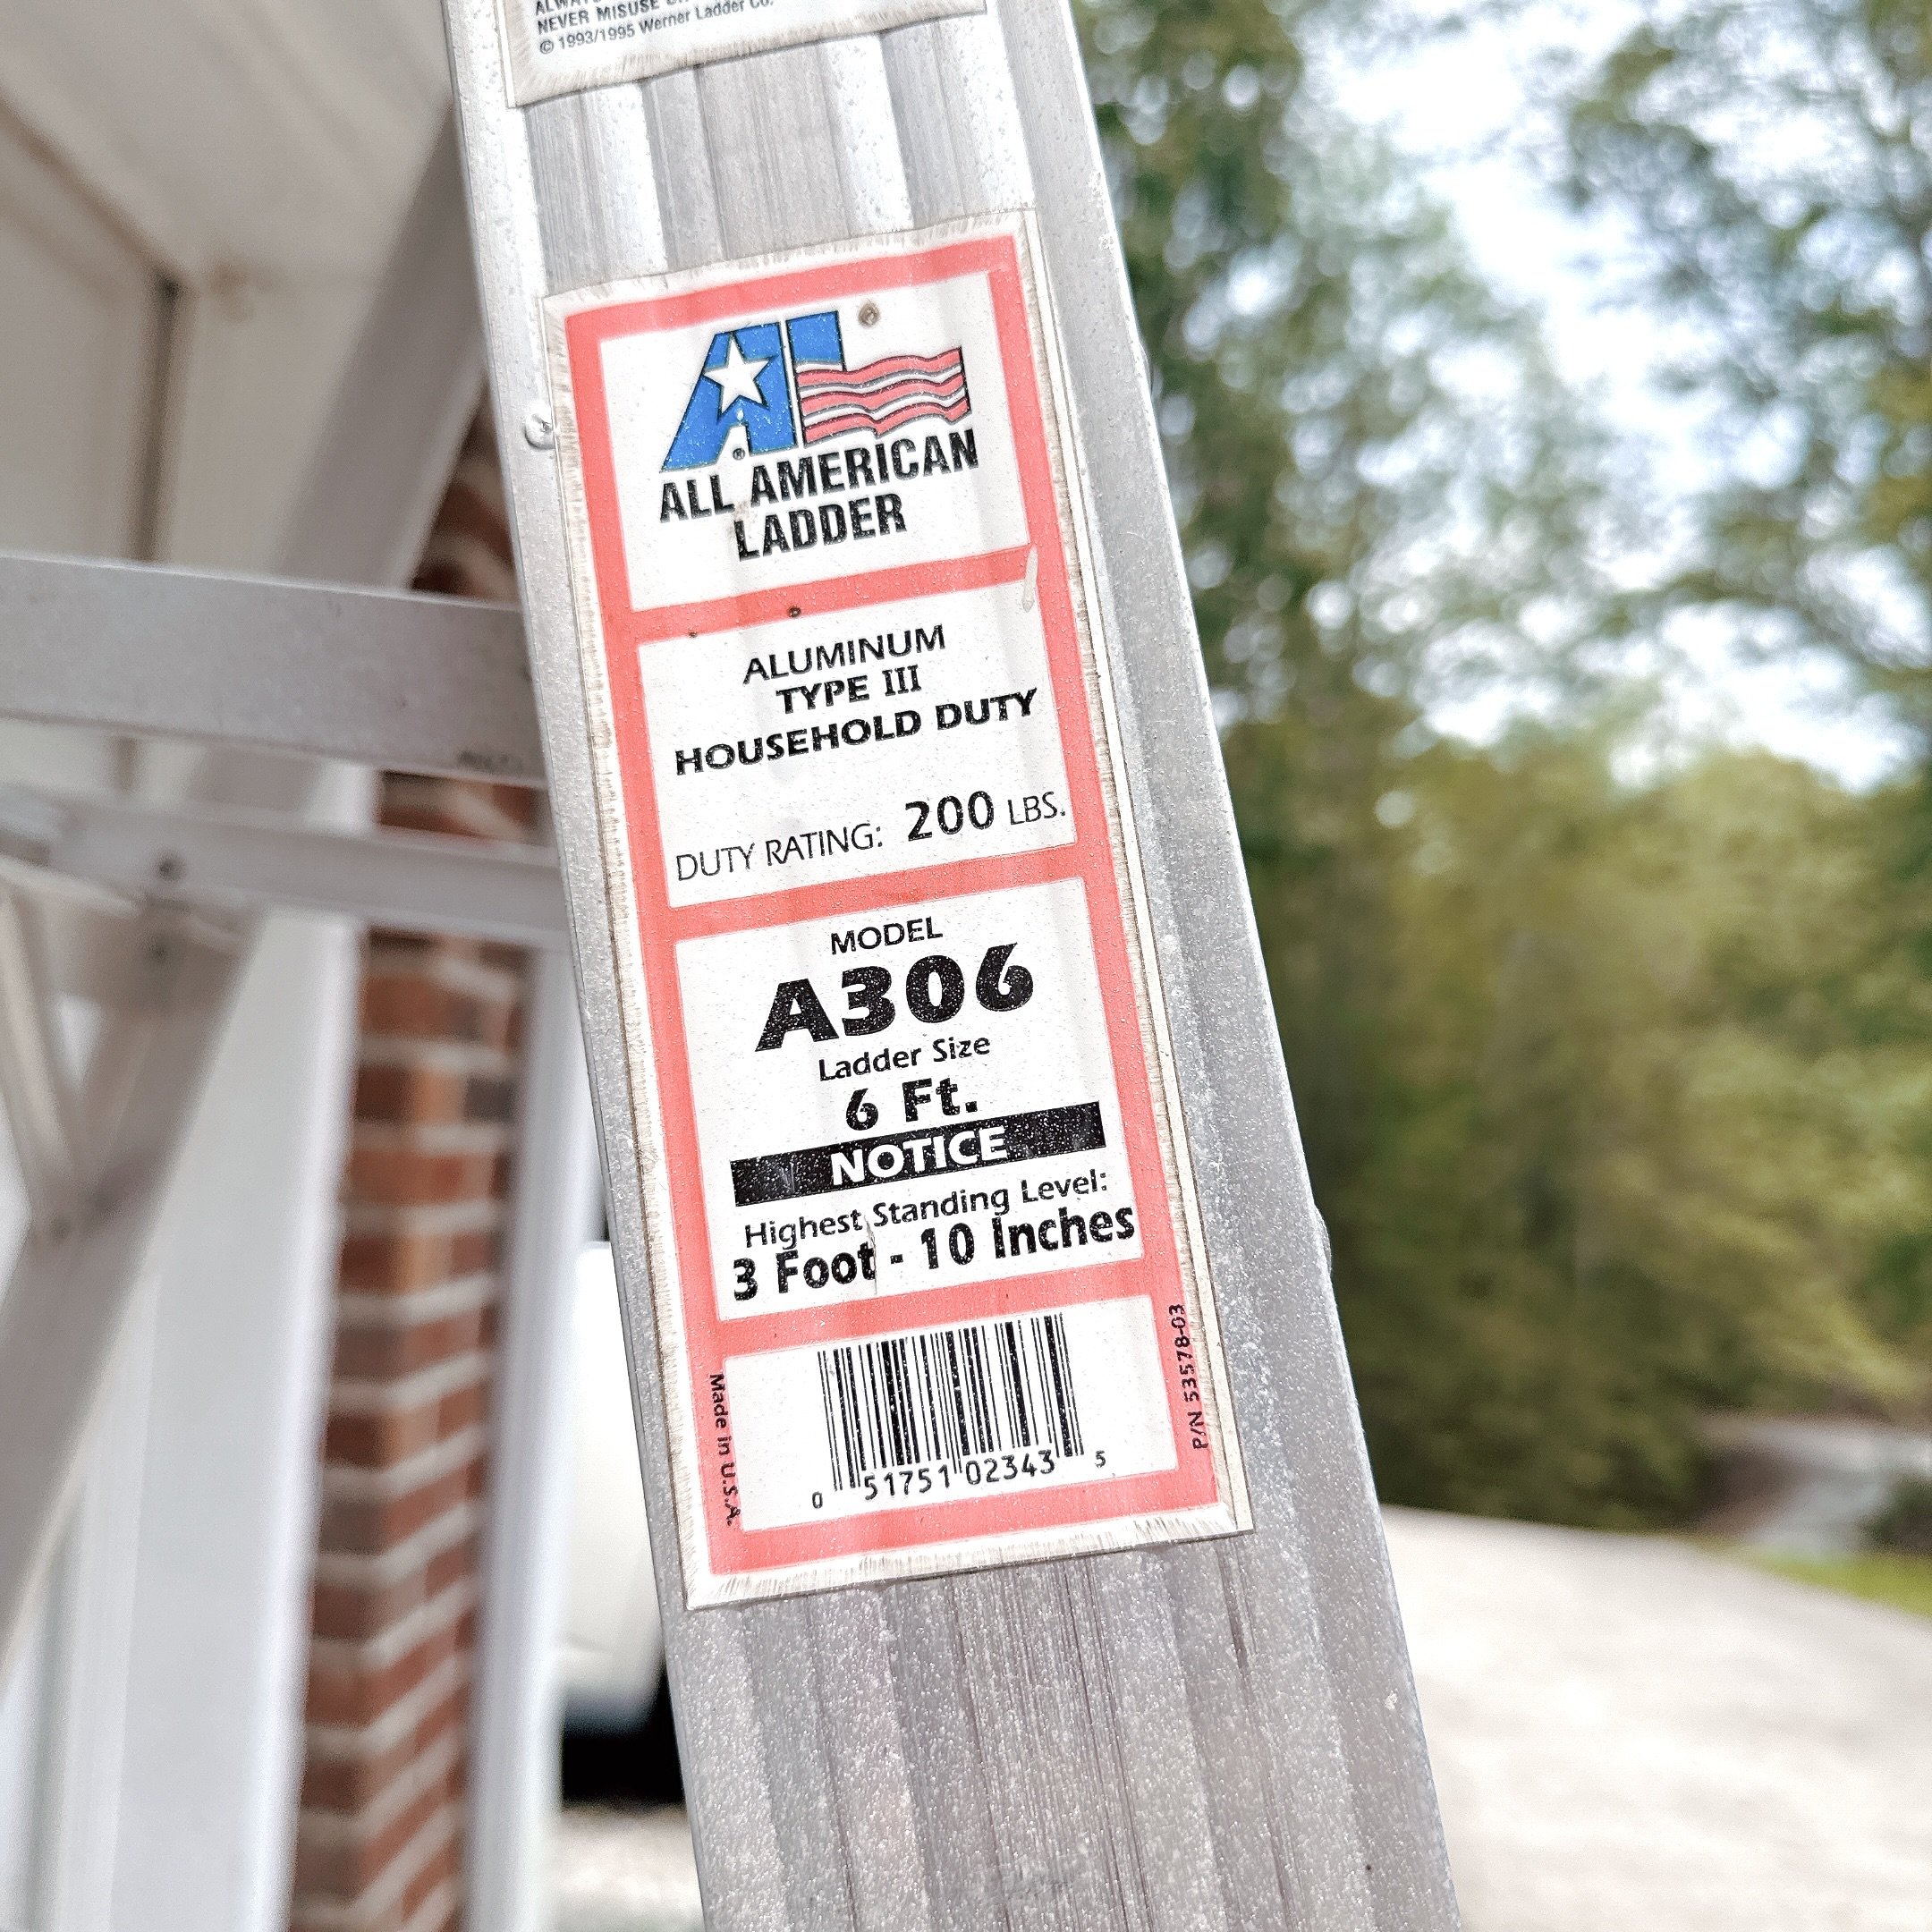 NEVER MISUSE
© 1993/1995 Werner Ladder Co.
AL
ALL AMERICAN
LADDER
ALUMINUM
TYPE III
HOUSEHOLD DUTY
DUTY RATING: 200 LBS.
MODEL
A306
Ladder Size
6 Ft.
NOTICE
Highest Standing Level:
3 Foot - 10 Inches
Made in U.S.A.
0 51751 02343 5
P/N 53578-03